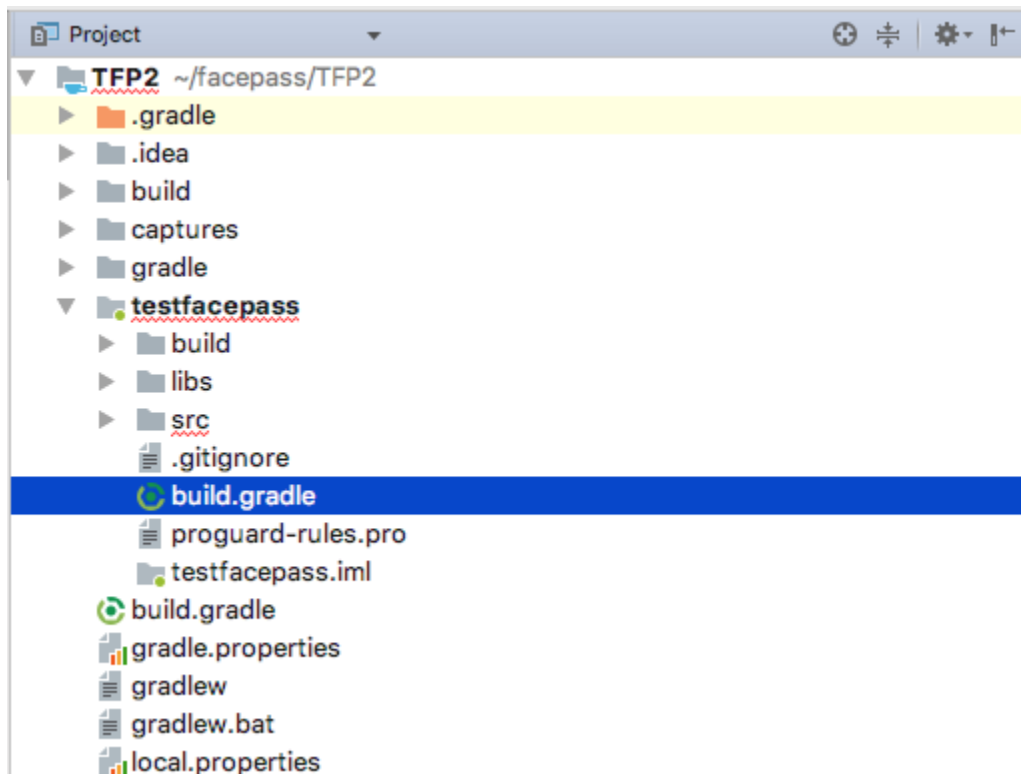 Project
TFP2 ~/facepass/TFP2
.gradle
.idea
build
captures
gradle
testfacepass
build
libs
src
.gitignore
build.gradle
proguard-rules.pro
testfacepass.iml
build.gradle
gradle.properties
gradlew
gradlew.bat
local.properties